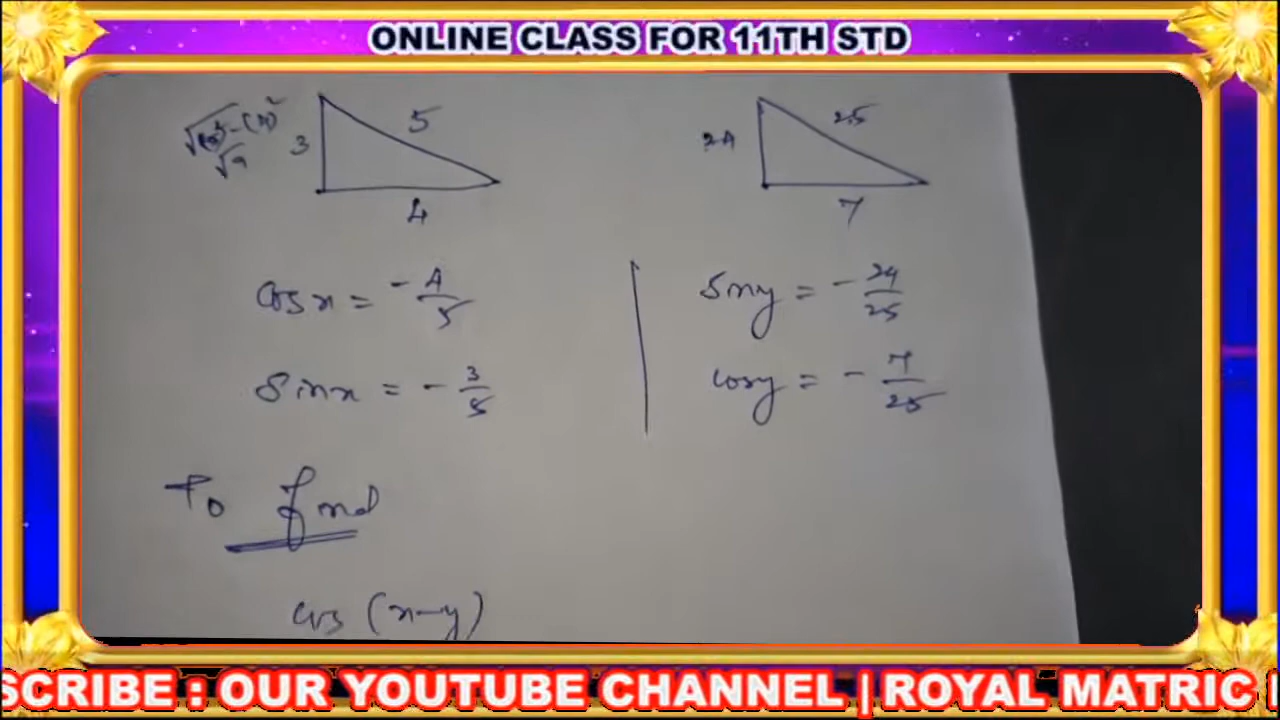 ONLINE CLASS FOR 11TH STD
3 5 4
24 25 7
cos x = - 4/5
sin x = - 3/5
sin y = - 24/25
cos y = - 7/25
To find
cos (x-y)
SCRIBE : OUR YOUTUBE CHANNEL | ROYAL MATRIC